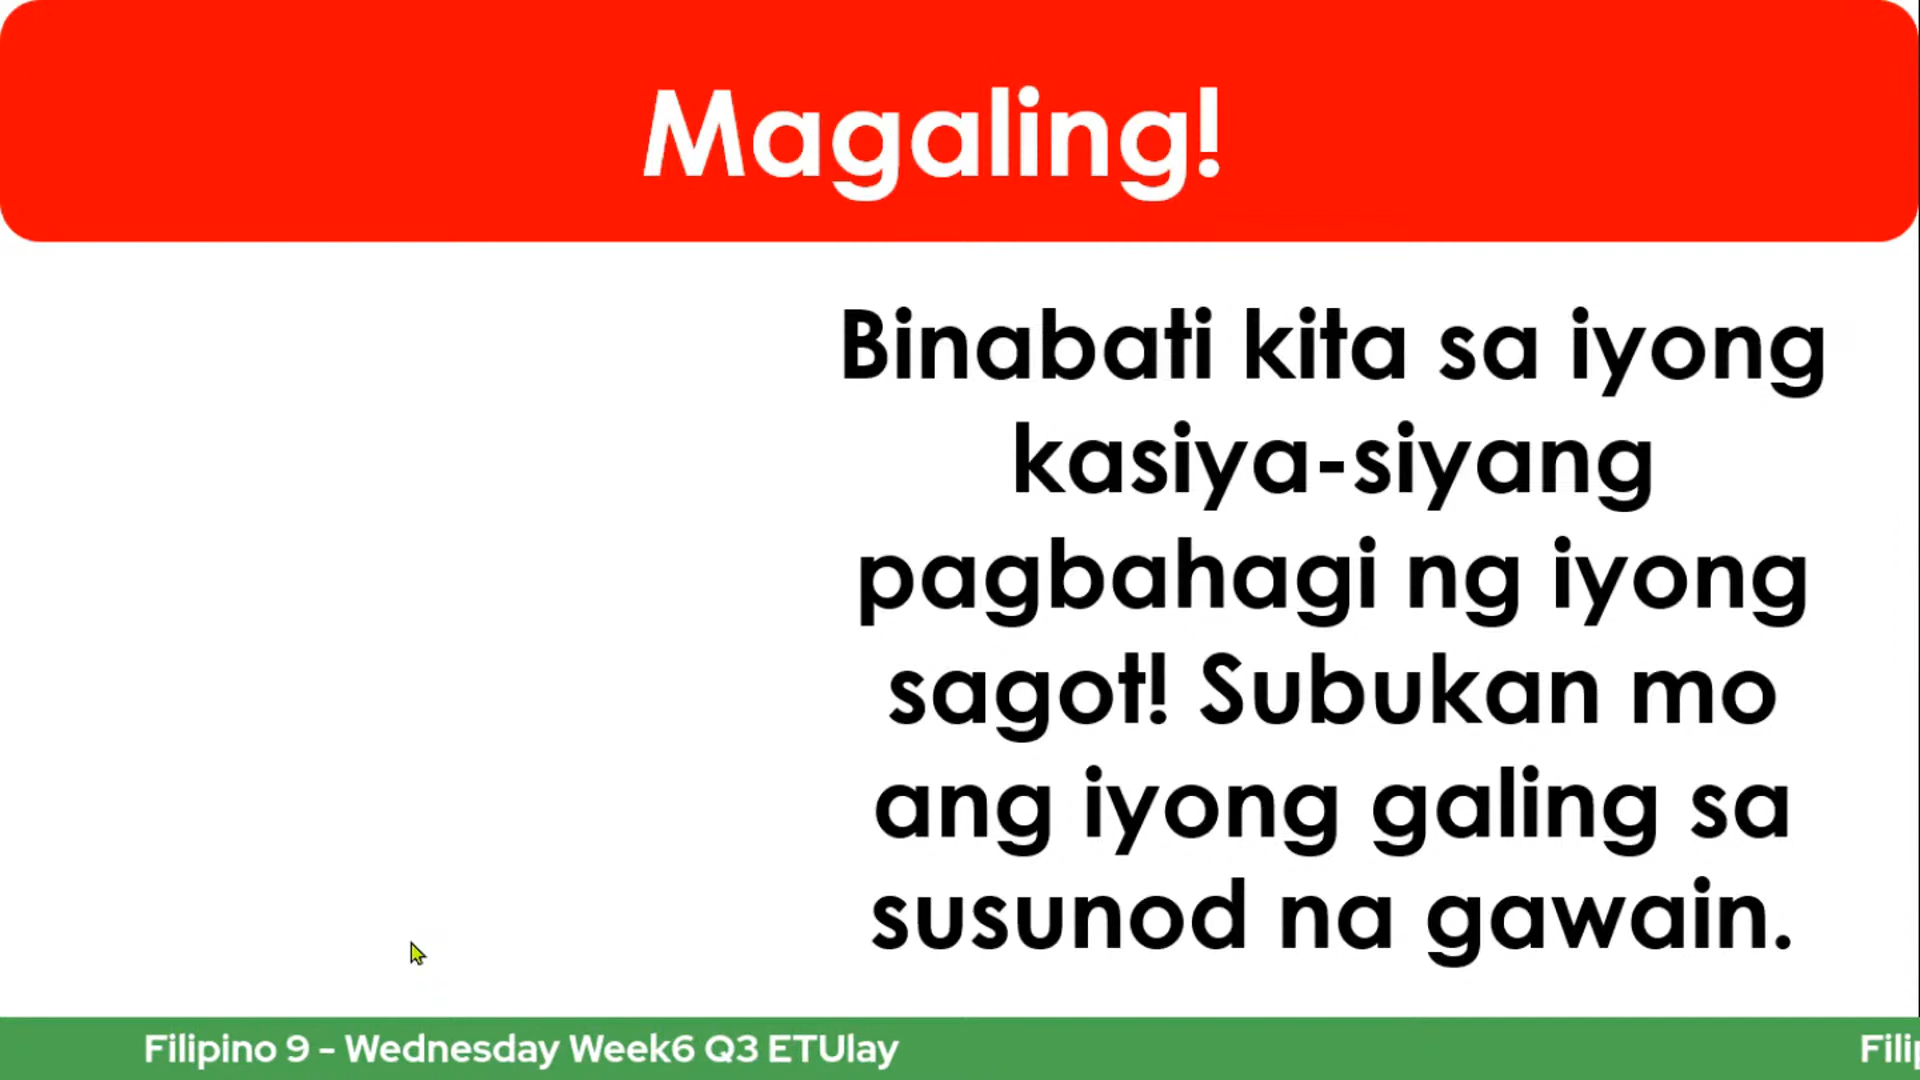 Magaling!
Binabati kita sa iyong
kasiya-siyang
pagbahagi ng iyong
sagot! Subukan mo
ang iyong galing sa
susunod na gawain.
Filipino 9 - Wednesday Week6 Q3 ETUlay